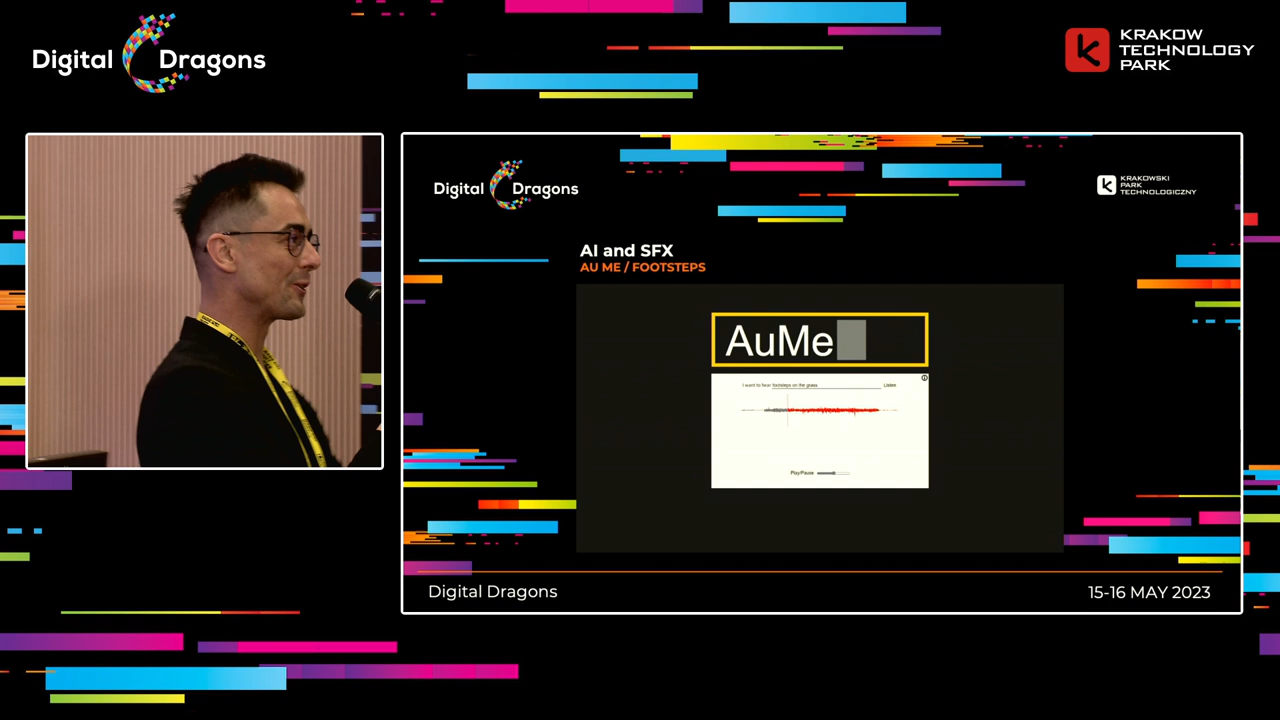 Digital Dragons
KRAKOW
TECHNOLOGY
PARK
Digital Dragons
KRAKOWSKI
PARK
TECHNOLOGICZNY
AI and SFX
AU ME / FOOTSTEPS
AuMe
I want to hear footsteps on the grass
Listen
Play/Pause
Digital Dragons
15-16 MAY 2023